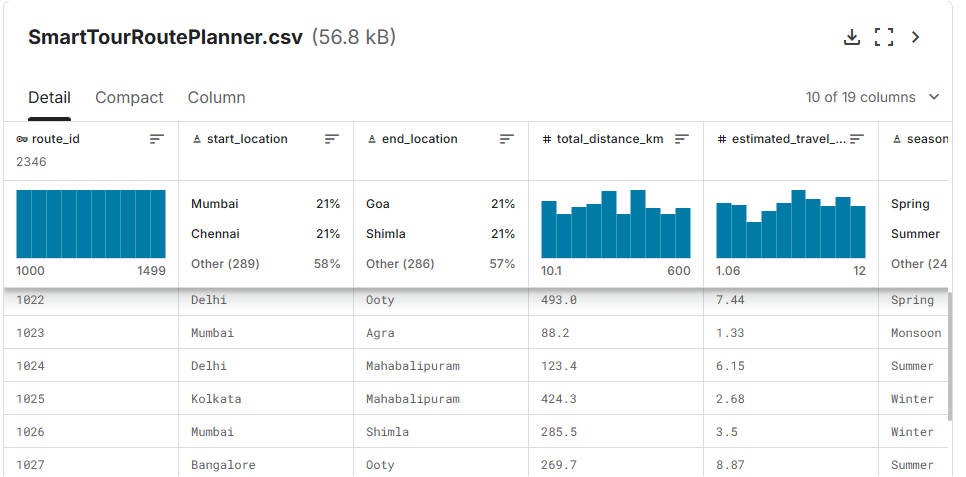 SmartTourRoutePlanner.csv (56.8 kB)
Detail Compact Column 10 of 19 columns
route_id A start_location A end_location # total_distance_km # estimated_travel_... A season
2346
Mumbai 21% Goa 21% Spring
Chennai 21% Shimla 21% Summer
Other (289) 58% Other (286) 57% Other (24
1000 1499 10.1 600 1.06 12
1022 Delhi Ooty 493.0 7.44 Spring
1023 Mumbai Agra 88.2 1.33 Monsoon
1024 Delhi Mahabalipuram 123.4 6.15 Summer
1025 Kolkata Mahabalipuram 424.3 2.68 Winter
1026 Mumbai Shimla 285.5 3.5 Winter
1027 Bangalore Ooty 269.7 8.87 Summer